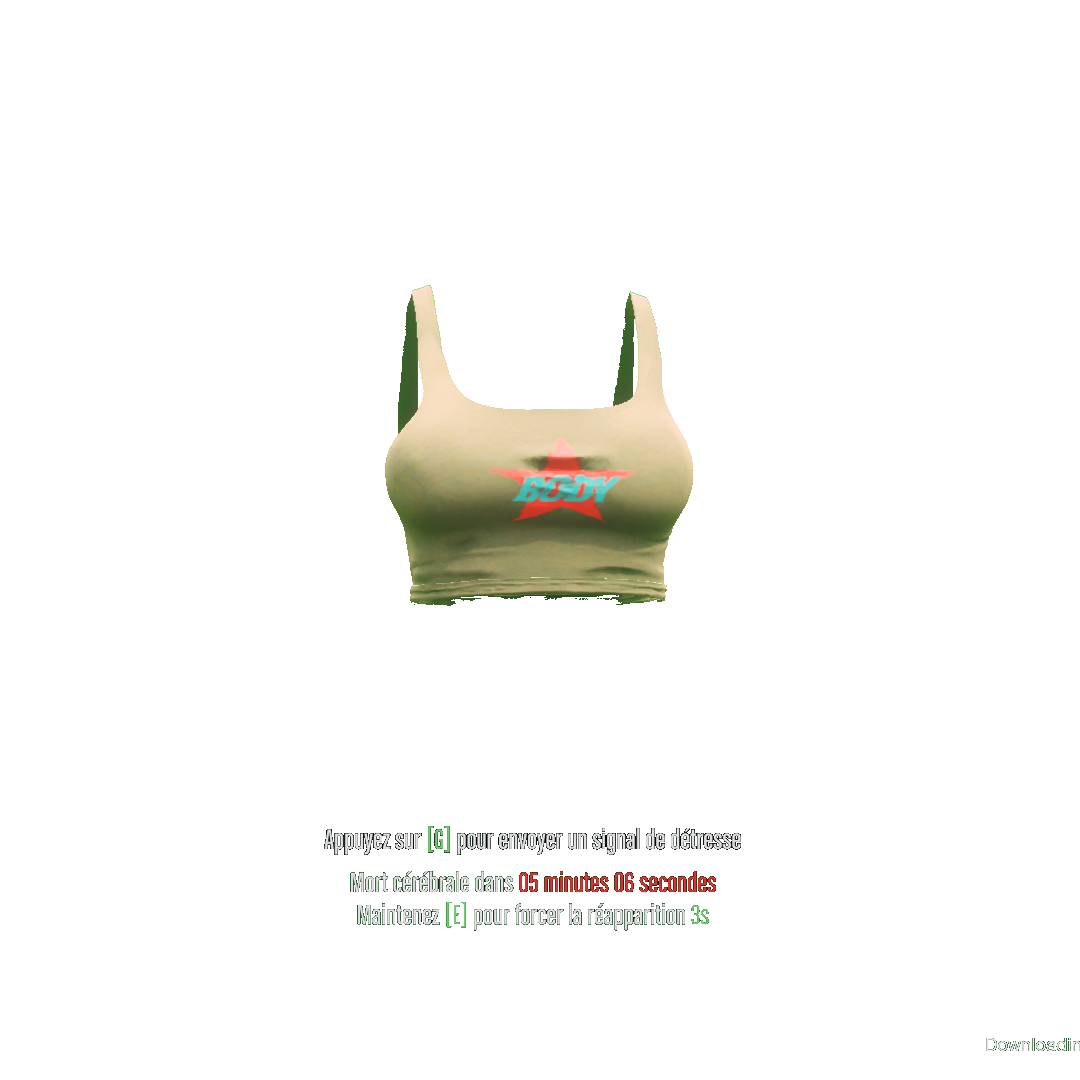 BODY
Appuyez sur [G] pour envoyer un signal de détresse
Mort cérébrale dans 05 minutes 06 secondes
Maintenez [E] pour forcer la réapparition 3s
Downloadin